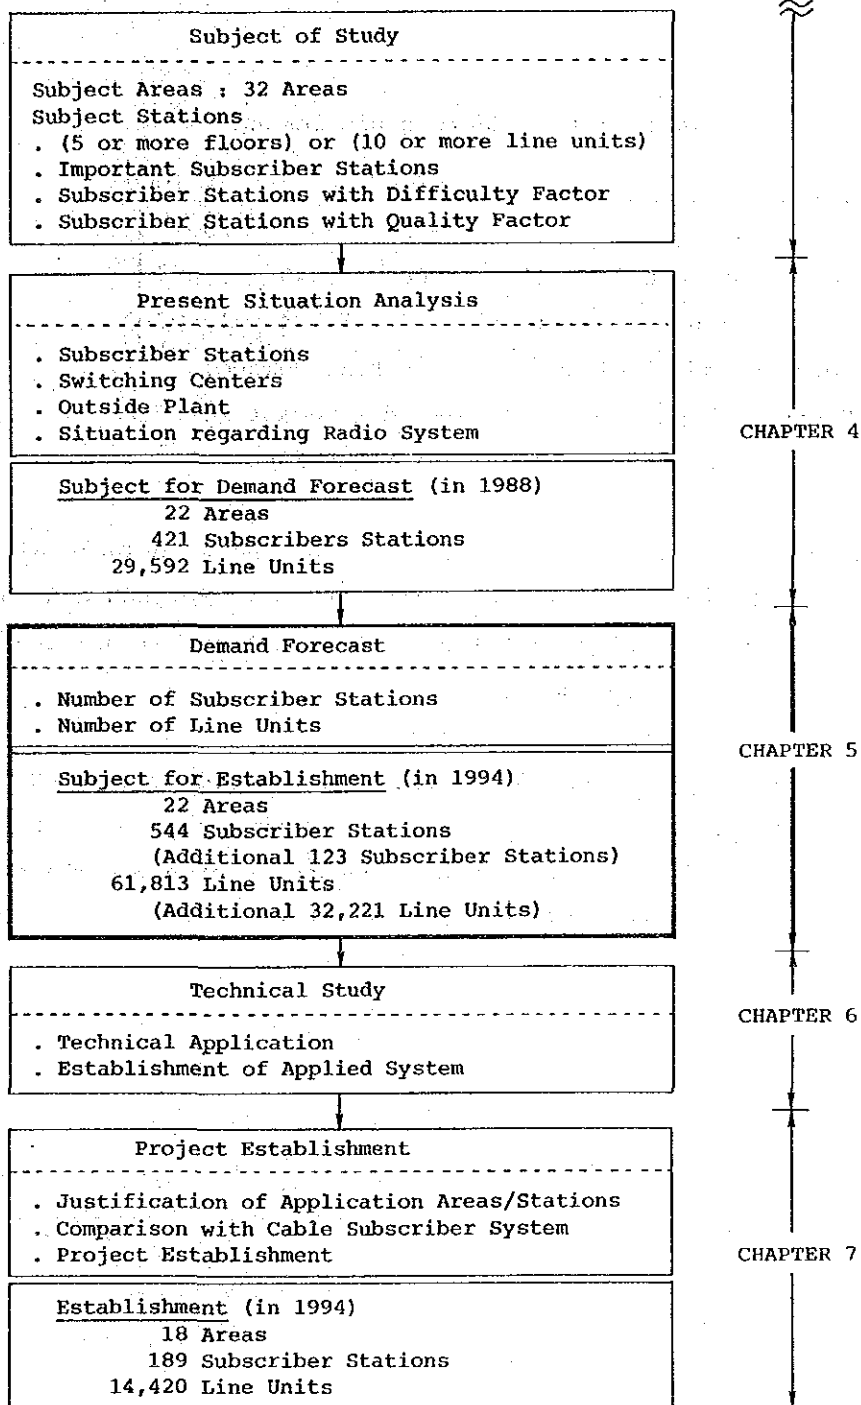 Subject of Study
Subject Areas : 32 Areas
Subject Stations
. (5 or more floors) or (10 or more line units)
. Important Subscriber Stations
. Subscriber Stations with Difficulty Factor
. Subscriber Stations with Quality Factor
Present Situation Analysis
. Subscriber Stations
. Switching Centers
. Outside Plant
. Situation regarding Radio System
CHAPTER 4
Subject for Demand Forecast (in 1988)
22 Areas
421 Subscribers Stations
29,592 Line Units
Demand Forecast
. Number of Subscriber Stations
. Number of Line Units
CHAPTER 5
Subject for Establishment (in 1994)
22 Areas
544 Subscriber Stations
(Additional 123 Subscriber Stations)
61,813 Line Units
(Additional 32,221 Line Units)
Technical Study
. Technical Application
. Establishment of Applied System
CHAPTER 6
Project Establishment
. Justification of Application Areas/Stations
. Comparison with Cable Subscriber System
. Project Establishment
CHAPTER 7
Establishment (in 1994)
18 Areas
189 Subscriber Stations
14,420 Line Units